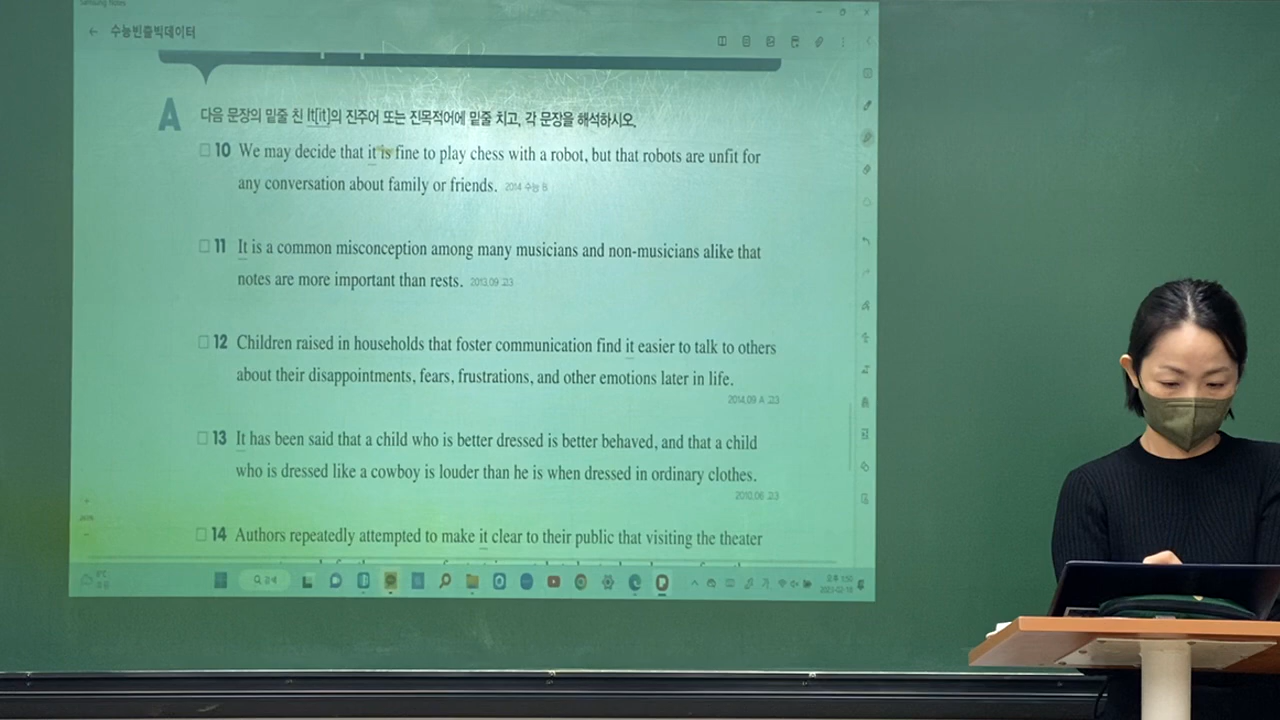 Samsung Notes
수능빈출빅데이터
A 다음 문장의 밑줄 친 It[it]의 진주어 또는 진목적어에 밑줄 치고, 각 문장을 해석하시오.
10 We may decide that it is fine to play chess with a robot, but that robots are unfit for
any conversation about family or friends. 2014 수능 B
11 It is a common misconception among many musicians and non-musicians alike that
notes are more important than rests. 2013.09 고3
12 Children raised in households that foster communication find it easier to talk to others
about their disappointments, fears, frustrations, and other emotions later in life.
2014.09 A 고3
13 It has been said that a child who is better dressed is better behaved, and that a child
who is dressed like a cowboy is louder than he is when dressed in ordinary clothes.
2010.06 고3
14 Authors repeatedly attempted to make it clear to their public that visiting the theater
검색
오후 1:50